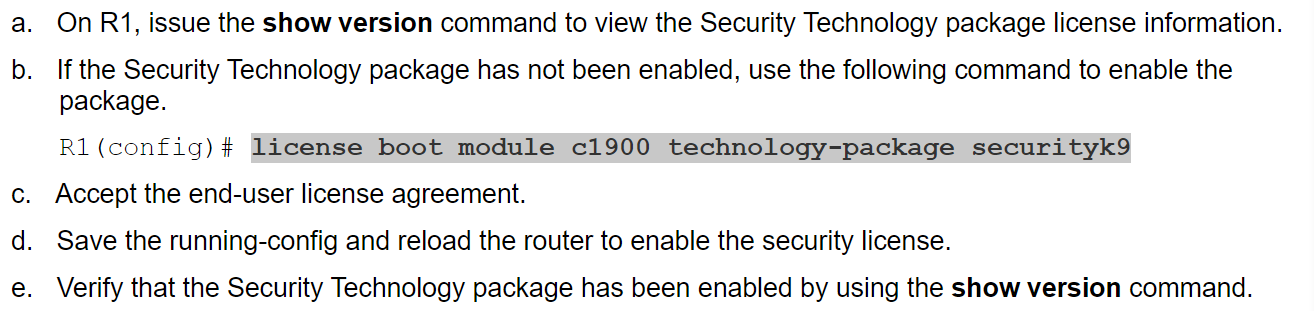 a. On R1, issue the show version command to view the Security Technology package license information.
b. If the Security Technology package has not been enabled, use the following command to enable the
package.
R1(config)# license boot module c1900 technology-package securityk9
c. Accept the end-user license agreement.
d. Save the running-config and reload the router to enable the security license.
e. Verify that the Security Technology package has been enabled by using the show version command.